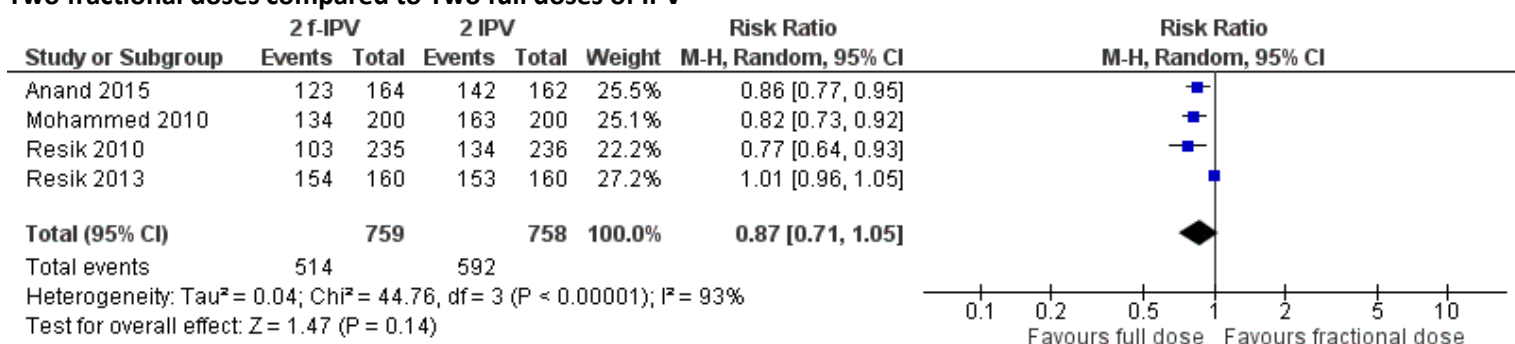 Two fractional doses compared to Two full doses of IPV
2 f-IPV 2 IPV Risk Ratio Risk Ratio
Study or Subgroup Events Total Events Total Weight M-H, Random, 95% CI M-H, Random, 95% CI
Anand 2015 123 164 142 162 25.5% 0.86 [0.77, 0.95]
Mohammed 2010 134 200 163 200 25.1% 0.82 [0.73, 0.92]
Resik 2010 103 235 134 236 22.2% 0.77 [0.64, 0.93]
Resik 2013 154 160 153 160 27.2% 1.01 [0.96, 1.05]
Total (95% CI) 759 758 100.0% 0.87 [0.71, 1.05]
Total events 514 592
Heterogeneity: Tau² = 0.04; Chi² = 44.76, df = 3 (P < 0.00001); I² = 93%
Test for overall effect: Z = 1.47 (P = 0.14)
0.1 0.2 0.5 1 2 5 10
Favours full dose Favours fractional dose